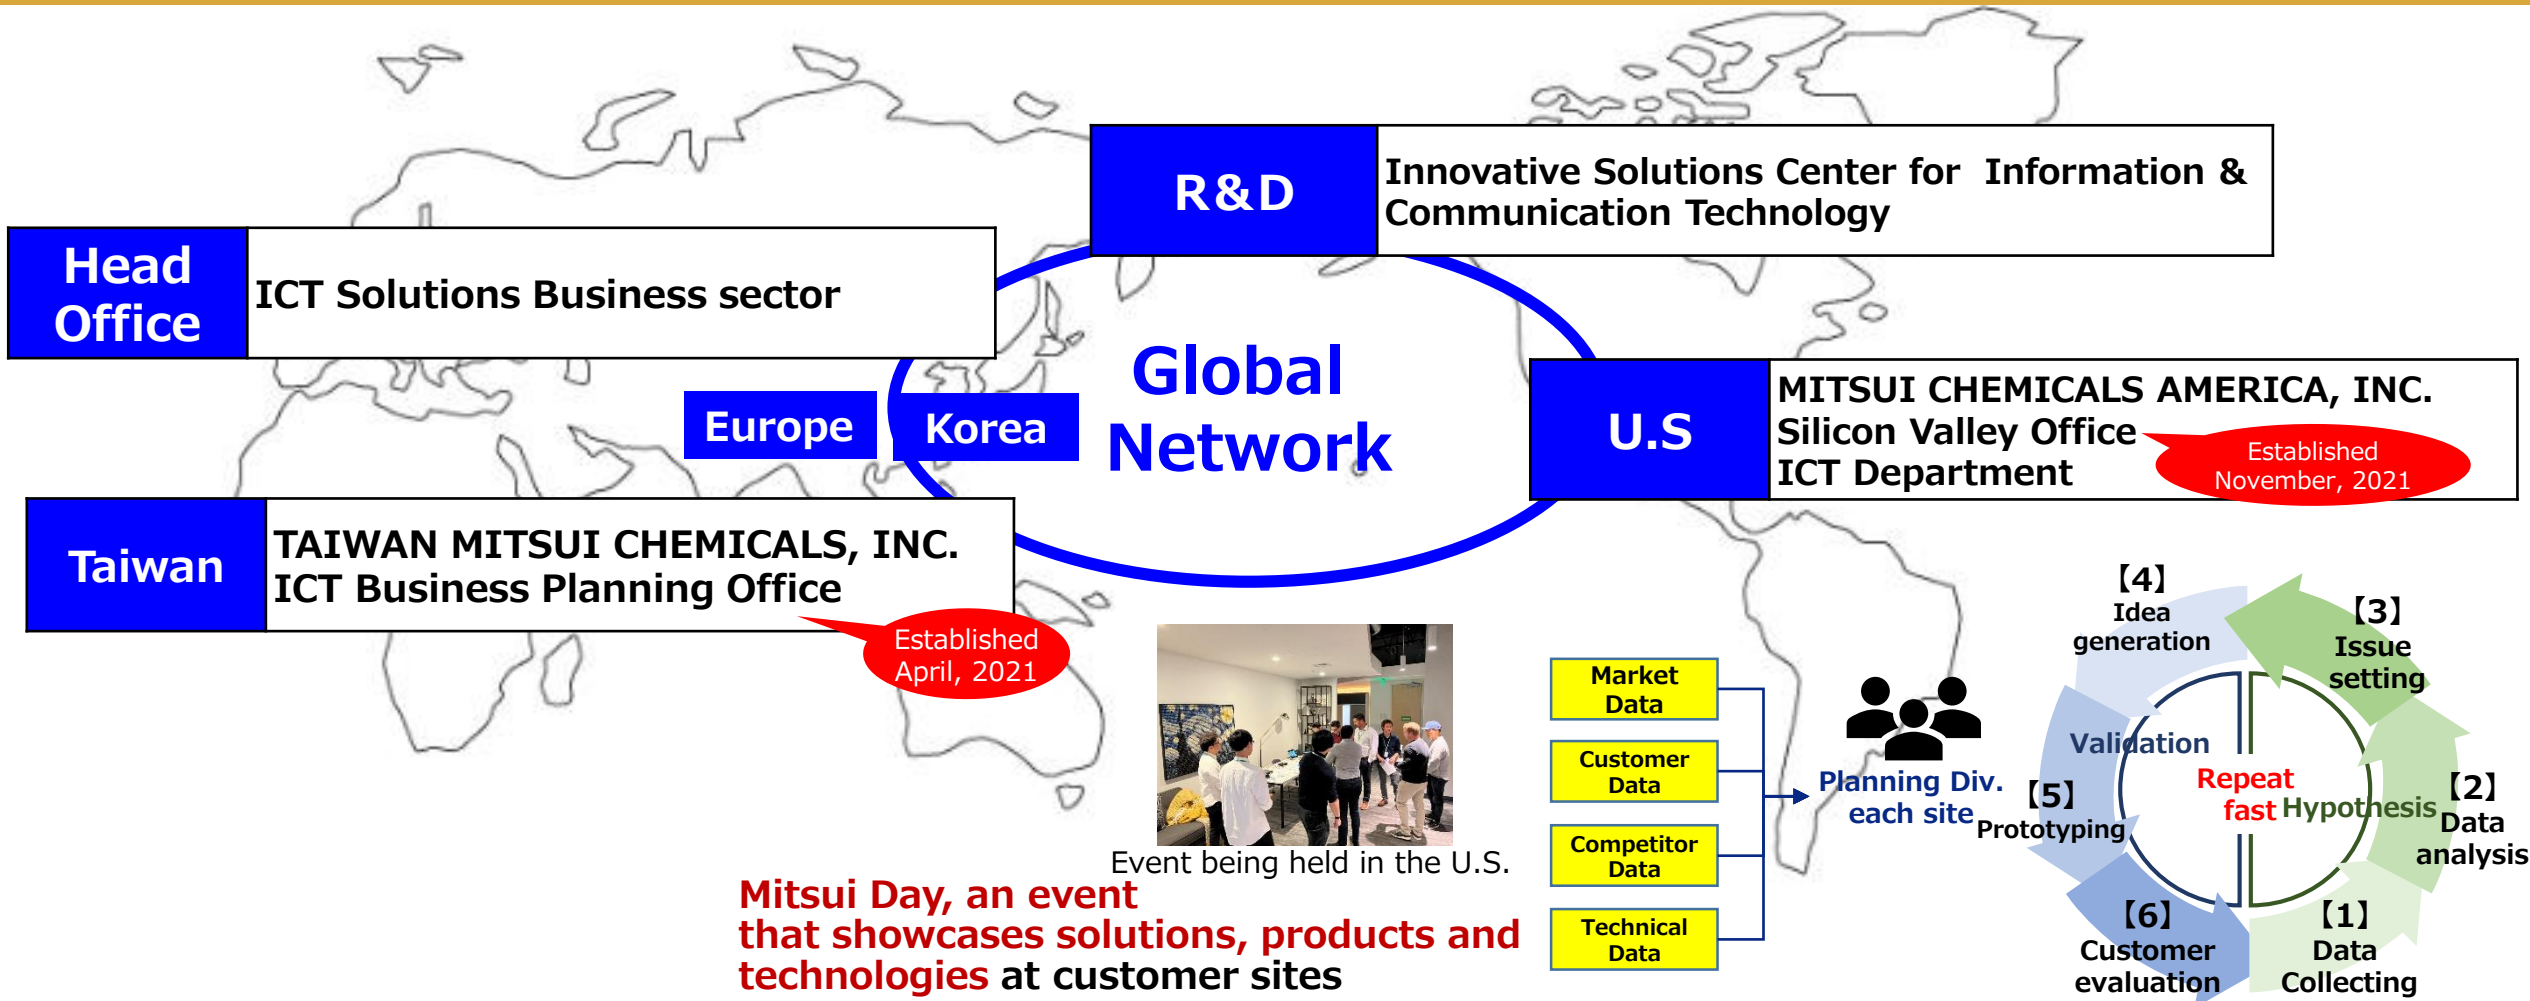 R&D
Innovative Solutions Center for Information &
Communication Technology
Head
Office
ICT Solutions Business sector
Global
Network
Europe
Korea
U.S
MITSUI CHEMICALS AMERICA, INC.
Silicon Valley Office
ICT Department
Established
November, 2021
Taiwan
TAIWAN MITSUI CHEMICALS, INC.
ICT Business Planning Office
Established
April, 2021
Event being held in the U.S.
Mitsui Day, an event
that showcases solutions, products and
technologies at customer sites
Market
Data
Customer
Data
Competitor
Data
Technical
Data
Planning Div.
each site
【4】
Idea
generation
【3】
Issue
setting
Validation
Repeat
fast
Hypothesis
【5】
Prototyping
【2】
Data
analysis
【6】
Customer
evaluation
【1】
Data
Collecting